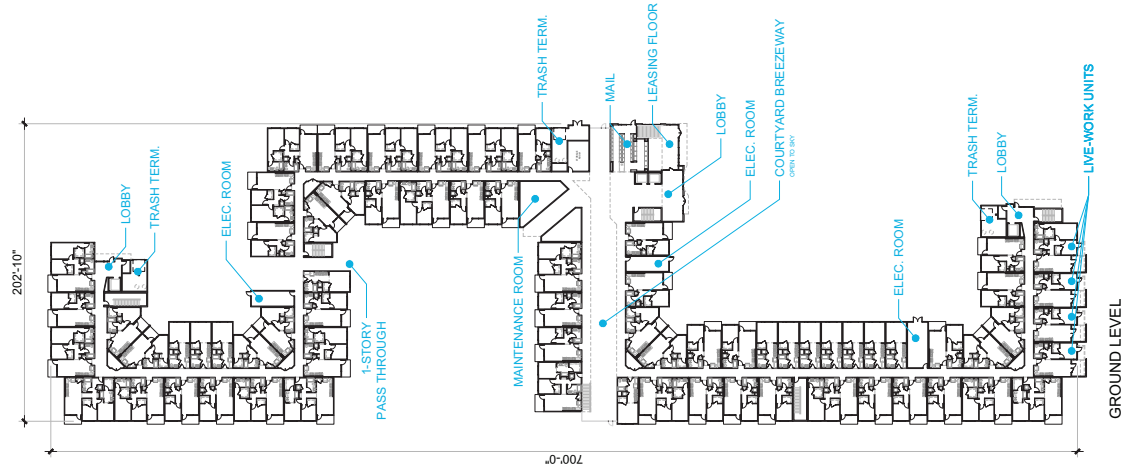 202'-10"
LOBBY
TRASH TERM.
ELEC. ROOM
1-STORY
PASS THROUGH
MAINTENANCE ROOM
TRASH TERM.
MAIL
LEASING FLOOR
LOBBY
ELEC. ROOM
COURTYARD BREEZEWAY
OPEN TO SKY
ELEC. ROOM
TRASH TERM.
LOBBY
LIVE-WORK UNITS
700'-0"
GROUND LEVEL